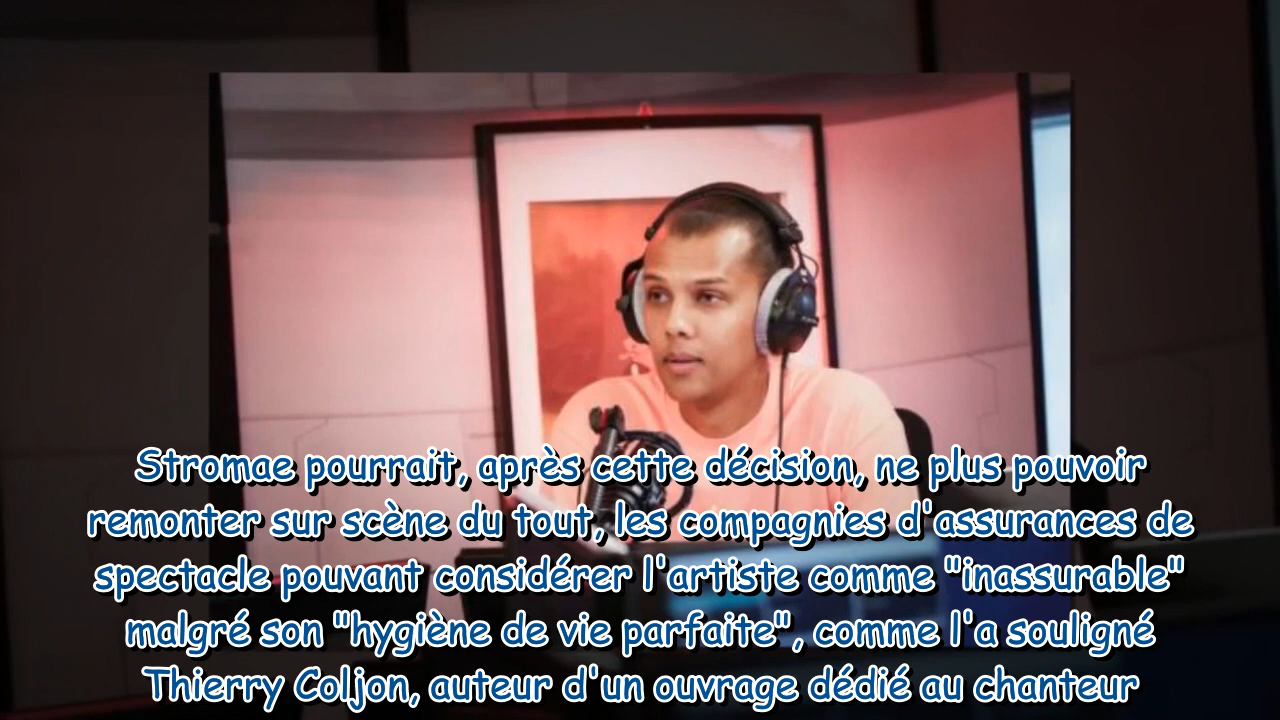 Stromae pourrait, après cette décision, ne plus pouvoir
remonter sur scène du tout, les compagnies d'assurances de
spectacle pouvant considérer l'artiste comme "inassurable"
malgré son "hygiène de vie parfaite", comme l'a souligné
Thierry Coljon, auteur d'un ouvrage dédié au chanteur